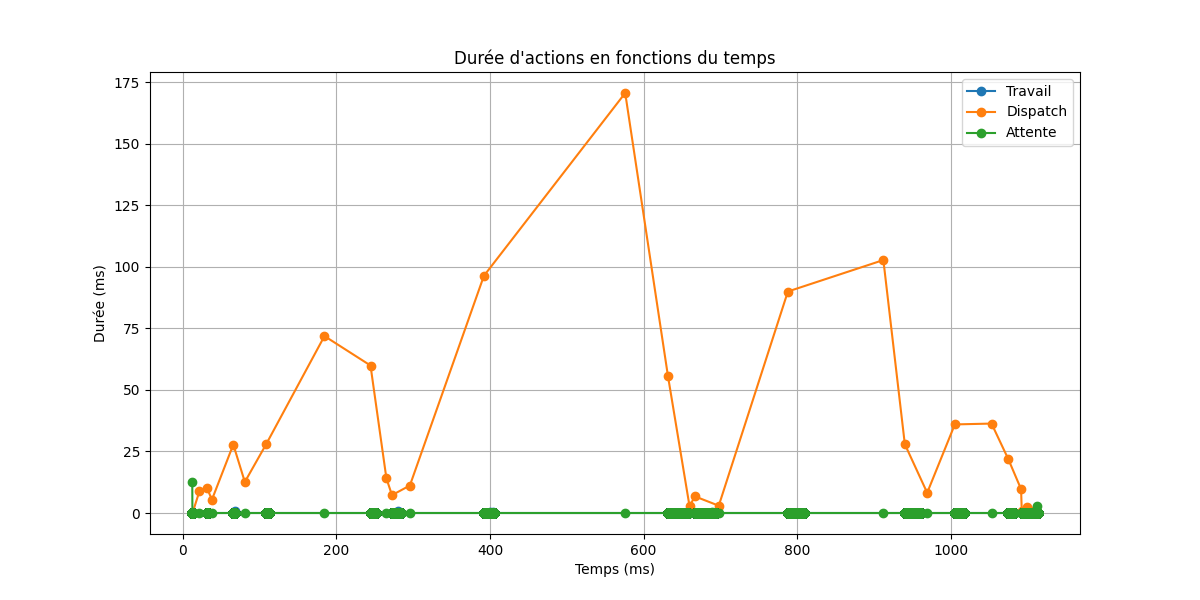 Durée d'actions en fonctions du temps
Travail
Dispatch
Attente
175
150
125
100
75
50
25
0
Durée (ms)
0
200
400
600
800
1000
Temps (ms)